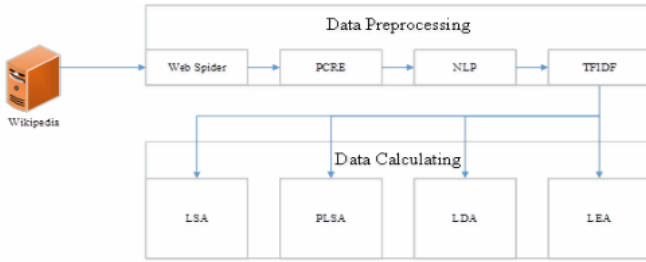 Data Preprocessing
Web Spider
PCRE
NLP
TFIDF
Wikipedia
Data Calculating
LSA
PLSA
LDA
LEA